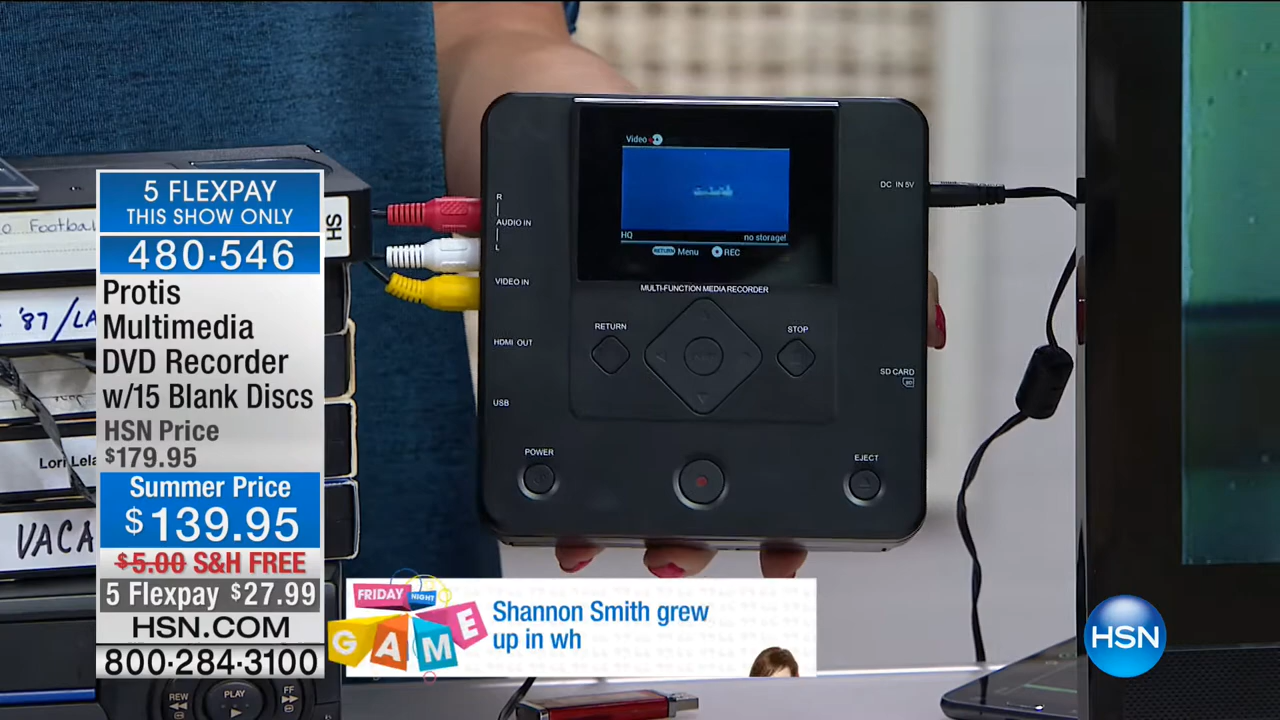 5 FLEXPAY
THIS SHOW ONLY
480-546
Protis
Multimedia
DVD Recorder
w/15 Blank Discs
HSN Price
$179.95
Summer Price
$139.95
$5.00 S&H FREE
5 Flexpay $27.99
HSN.COM
800-284-3100
Footbal
HS
'87/LA
Lori Lela
VACA
REW
PLAY
FF
Video
HQ
no storage!
RETURN Menu
REC
MULTI-FUNCTION MEDIA RECORDER
R
AUDIO IN
L
VIDEO IN
HDMI OUT
USB
DC IN 5V
SD CARD
RETURN
STOP
POWER
EJECT
FRIDAY NIGHT
GAME
Shannon Smith grew
up in wh
HSN